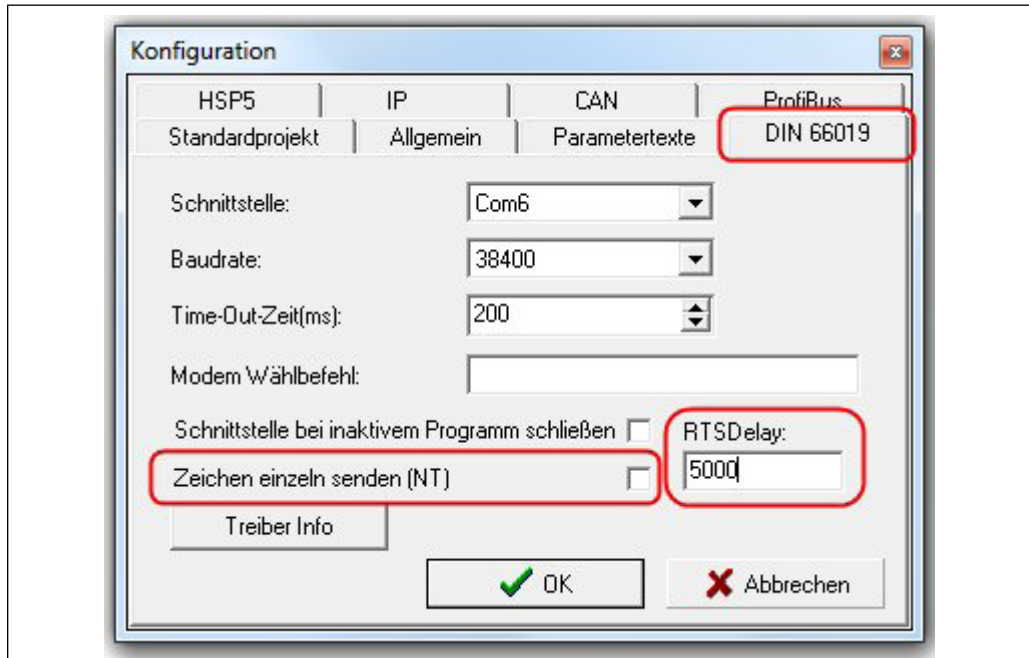 Konfiguration
HSP5 IP CAN ProfiBus
Standardprojekt Allgemein Parametertexte DIN 66019
Schnittstelle: Com6
Baudrate: 38400
Time-Out-Zeit(ms): 200
Modem Wählbefehl:
Schnittstelle bei inaktivem Programm schließen RTSDelay:
Zeichen einzeln senden (NT) 5000
Treiber Info
OK Abbrechen